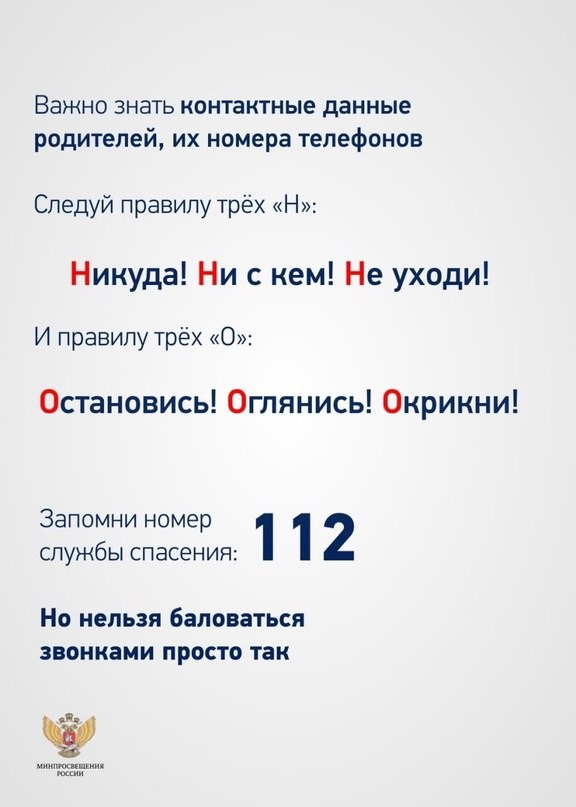 Важно знать контактные данные
родителей, их номера телефонов
Следуй правилу трёх «Н»:
Никуда! Ни с кем! Не уходи!
И правилу трёх «О»:
Остановись! Оглянись! Окрикни!
Запомни номер
службы спасения: 112
Но нельзя баловаться
звонками просто так
МИНПРОСВЕЩЕНИЯ
РОССИИ